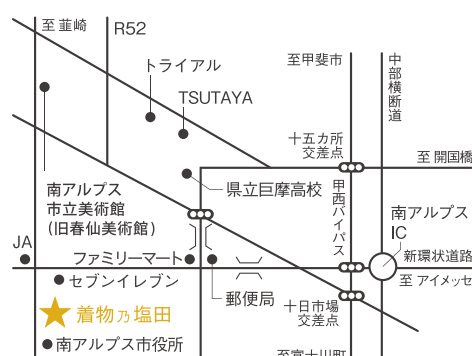 至 韮崎
R52
トライアル
TSUTAYA
至甲斐市
中部横断道
十五カ所
交差点
至 開国橋
南アルプス
市立美術館
(旧春仙美術館)
県立巨摩高校
甲西バイパス
南アルプス
IC
JA
ファミリーマート
新環状道路
セブンイレブン
至 アイメッセ
郵便局
着物乃塩田
十日市場
交差点
南アルプス市役所
至富士川町